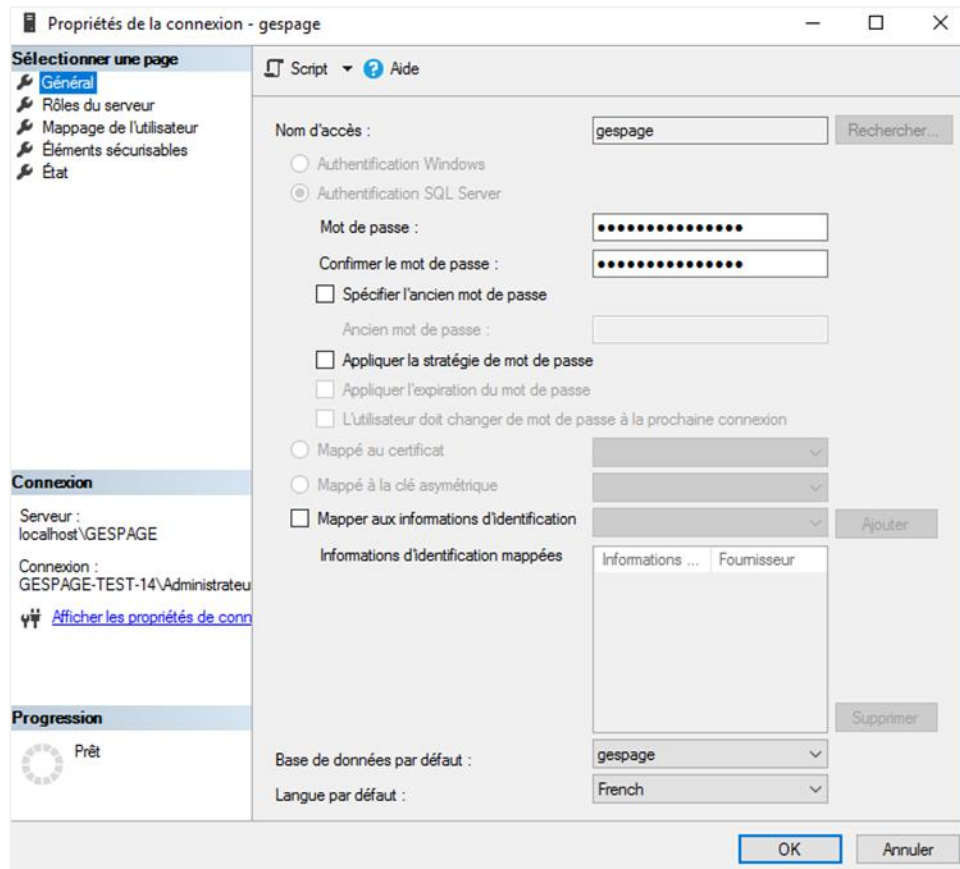 Propriétés de la connexion - gespage
Sélectionner une page
Général
Rôles du serveur
Mappage de l'utilisateur
Éléments sécurisables
État
Script
Aide
Nom d'accès :
gespage
Rechercher...
Authentification Windows
Authentification SQL Server
Mot de passe :
Confirmer le mot de passe :
Spécifier l'ancien mot de passe
Ancien mot de passe :
Appliquer la stratégie de mot de passe
Appliquer l'expiration du mot de passe
L'utilisateur doit changer de mot de passe à la prochaine connexion
Mappé au certificat
Mappé à la clé asymétrique
Mapper aux informations d'identification
Ajouter
Informations d'identification mappées
Informations ...
Fournisseur
Supprimer
Base de données par défaut :
gespage
Langue par défaut :
French
Connexion
Serveur :
localhost\GESPAGE
Connexion :
GESPAGE-TEST-14\Administrateu
Afficher les propriétés de conn
Progression
Prêt
OK
Annuler